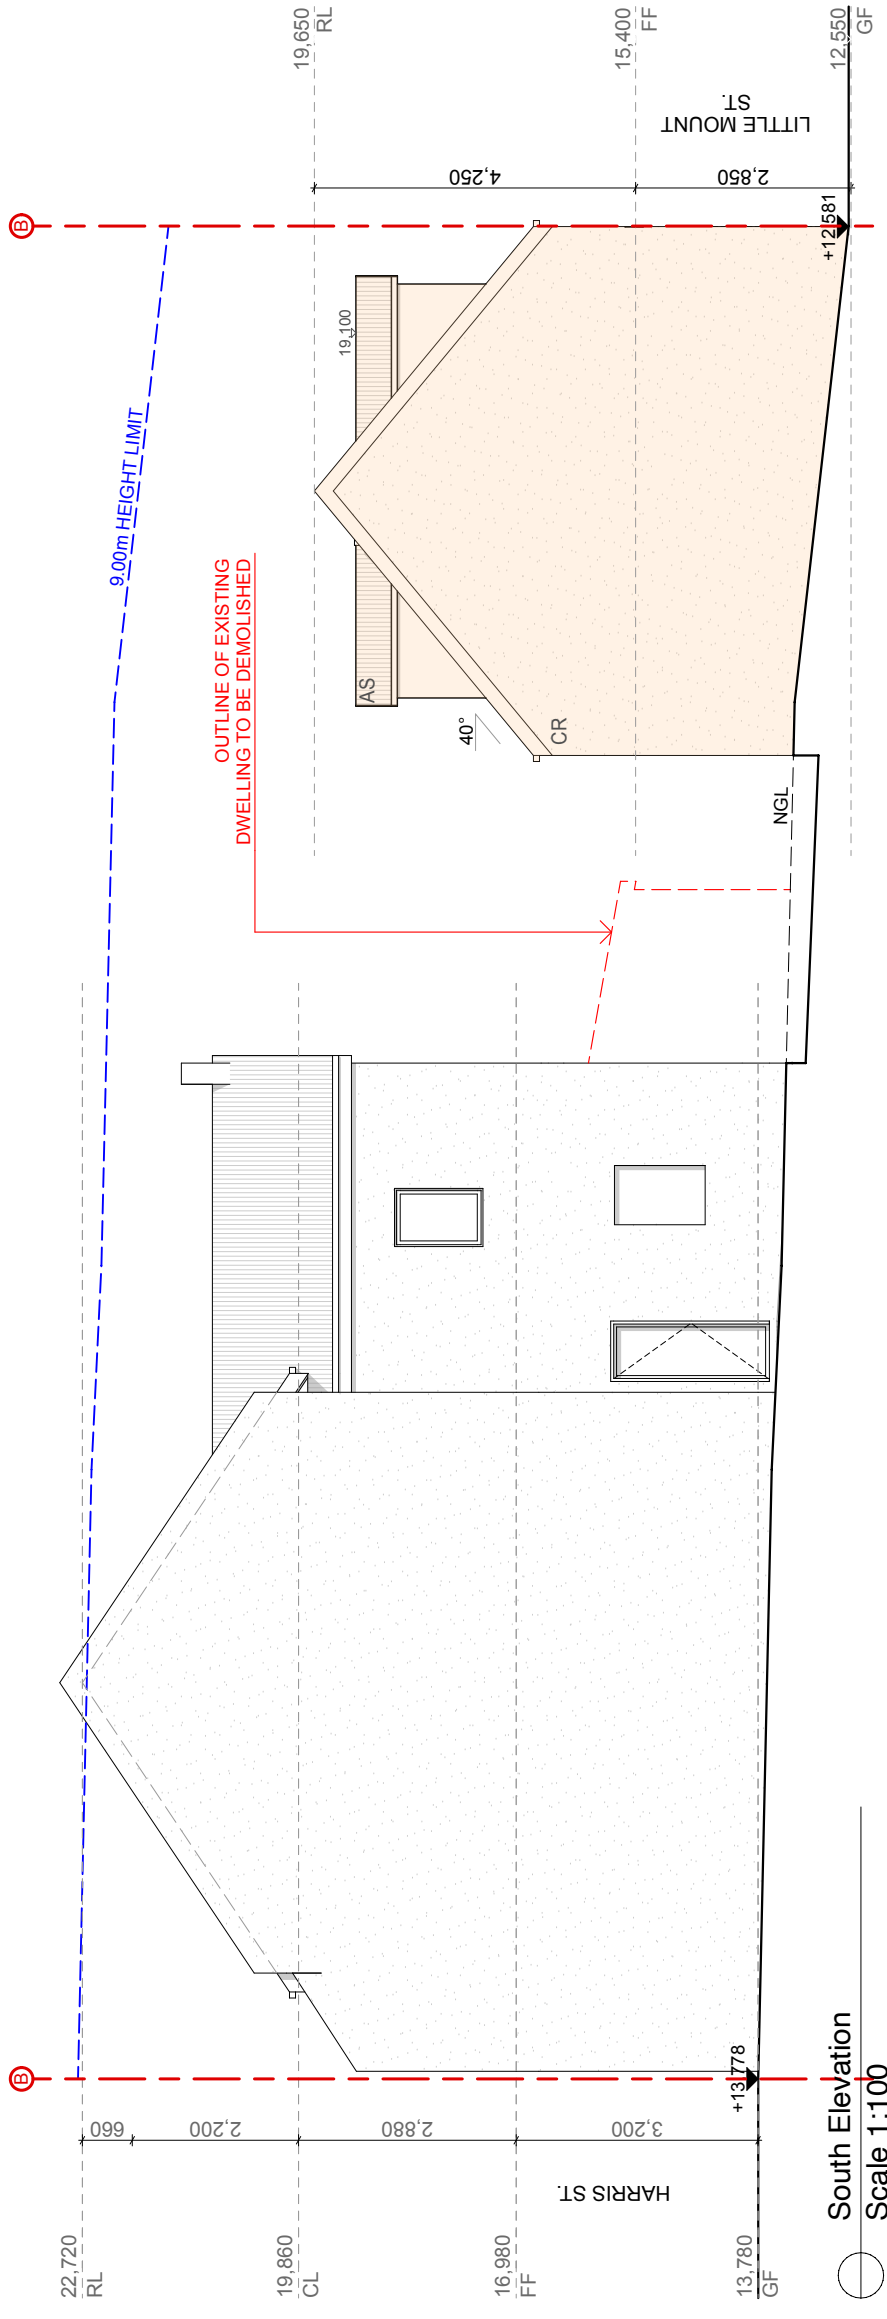 B
19,650
RL
15,400
FF
12,550
GF
LITTLE MOUNT
ST.
4,250
2,850
+12,581
19,100
9.00m HEIGHT LIMIT
OUTLINE OF EXISTING
DWELLING TO BE DEMOLISHED
AS
40°
CR
NGL
B
+13,778
660
2,200
2,880
3,200
HARRIS ST.
22,720
RL
19,860
CL
16,980
FF
13,780
GF
South Elevation
Scale 1:100